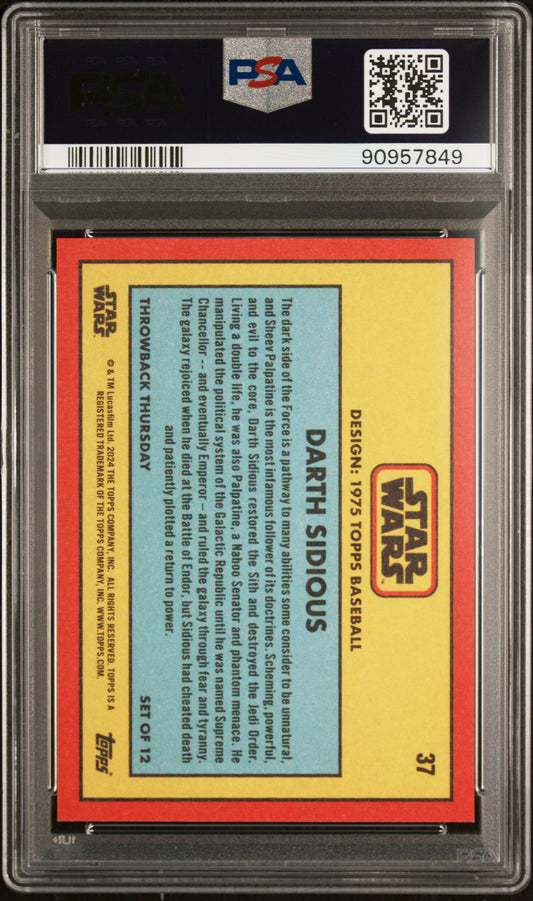 PSA
PSA
90957849
STAR
WARS
™
37
DESIGN: 1975 TOPPS BASEBALL
DARTH SIDIOUS
The dark side of the Force is a pathway to many abilities some consider to be unnatural,
and Sheev Palpatine is the most infamous follower of its doctrines. Scheming, powerful,
and evil to the core, Darth Sidious restored the Sith and destroyed the Jedi Order.
Living a double life, he was also Palpatine, a Naboo Senator and phantom menace. He
manipulated the political system of the Galactic Republic until he was named Supreme
Chancellor -- and eventually Emperor -- and ruled the galaxy through fear and tyranny.
The galaxy rejoiced when he died at the Battle of Endor, but Sidious had cheated death
and patiently plotted a return to power.
THROWBACK THURSDAY
SET OF 12
STAR
WARS
© & TM Lucasfilm Ltd. 2024 THE TOPPS COMPANY, INC. ALL RIGHTS RESERVED. TOPPS IS A
REGISTERED TRADEMARK OF THE TOPPS COMPANY, INC. WWW.TOPPS.COM.
topps
PSA